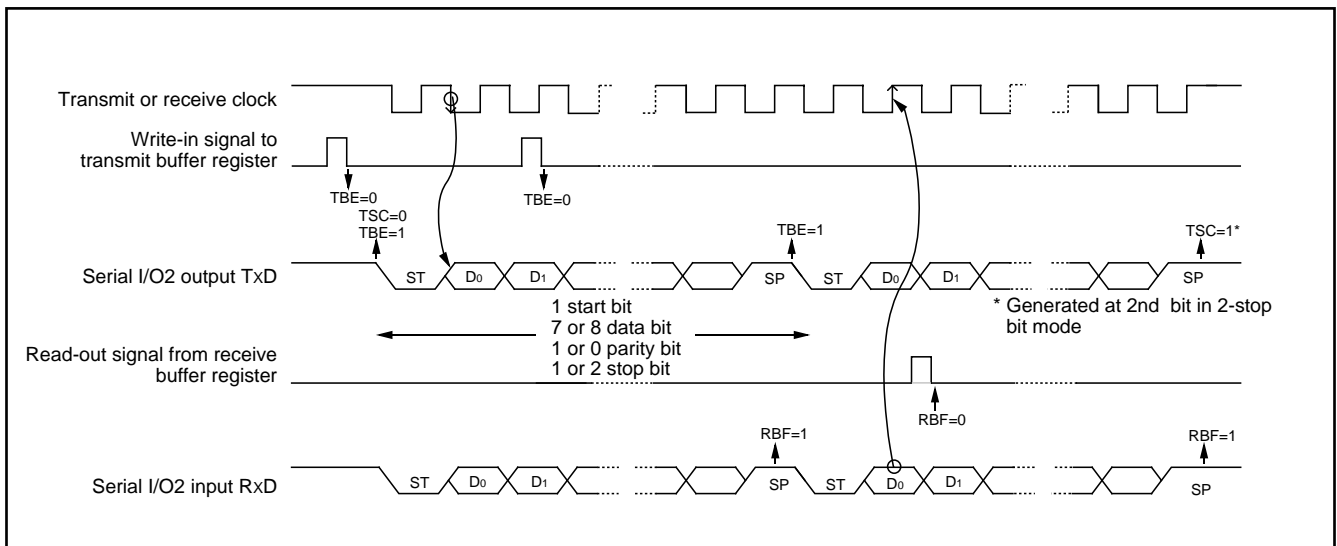 Transmit or receive clock
Write-in signal to
transmit buffer register
TBE=0
TSC=0
TBE=1
TBE=0
TBE=1
TSC=1*
Serial I/O2 output TxD
ST
D0
D1
SP
ST
D0
D1
SP
1 start bit
7 or 8 data bit
1 or 0 parity bit
1 or 2 stop bit
* Generated at 2nd bit in 2-stop
bit mode
Read-out signal from receive
buffer register
RBF=0
RBF=1
RBF=1
Serial I/O2 input RxD
ST
D0
D1
SP
ST
D0
D1
SP